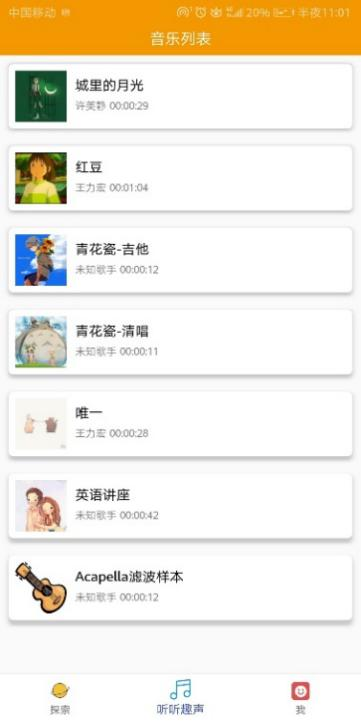 中国移动
20% 半夜11:01
音乐列表
城里的月光
许美静 00:00:29
红豆
王力宏 00:01:04
青花瓷-吉他
未知歌手 00:00:12
青花瓷-清唱
未知歌手 00:00:11
唯一
王力宏 00:00:28
英语讲座
未知歌手 00:00:42
Acapella滤波样本
未知歌手 00:00:12
探索
听听趣声
我